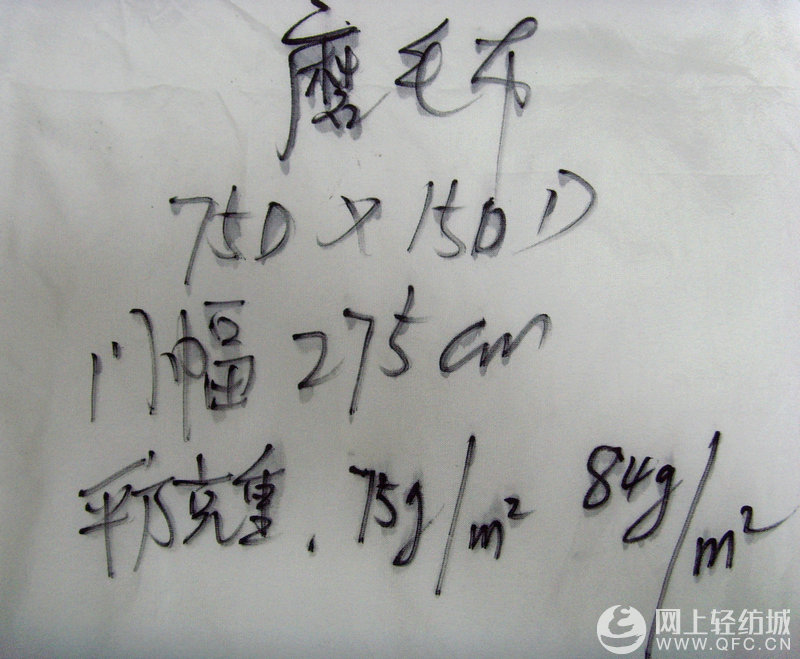 磨毛布
75D × 150D
门幅 275cm
平方克重. 75g/m² 84g/m²
网上轻纺城
WWW.QFC.CN